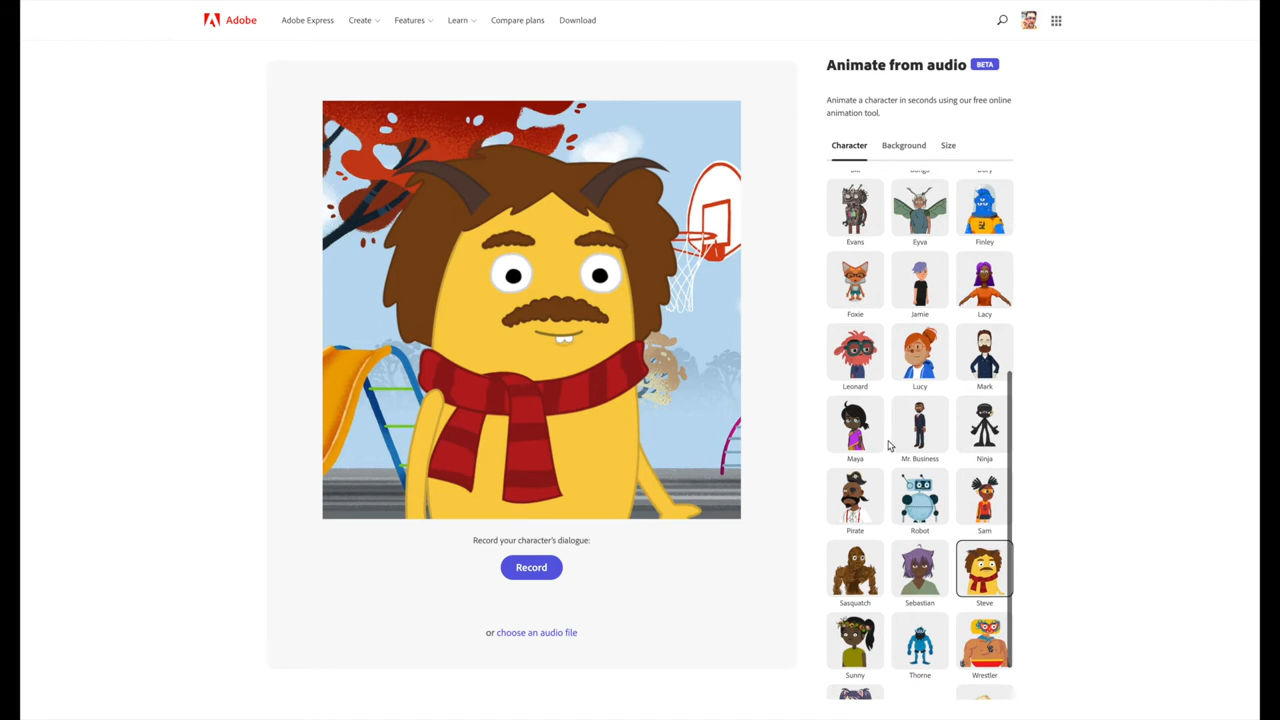 Adobe Adobe Express Create Features Learn Compare plans Download
Animate from audio BETA
Animate a character in seconds using our free online
animation tool.
Character Background Size
Evans Eyva Finley
Foxie Jamie Lacy
Leonard Lucy Mark
Maya Mr. Business Ninja
Pirate Robot Sam
Sasquatch Sebastian Steve
Sunny Thorne Wrestler
Record your character's dialogue:
Record
or choose an audio file